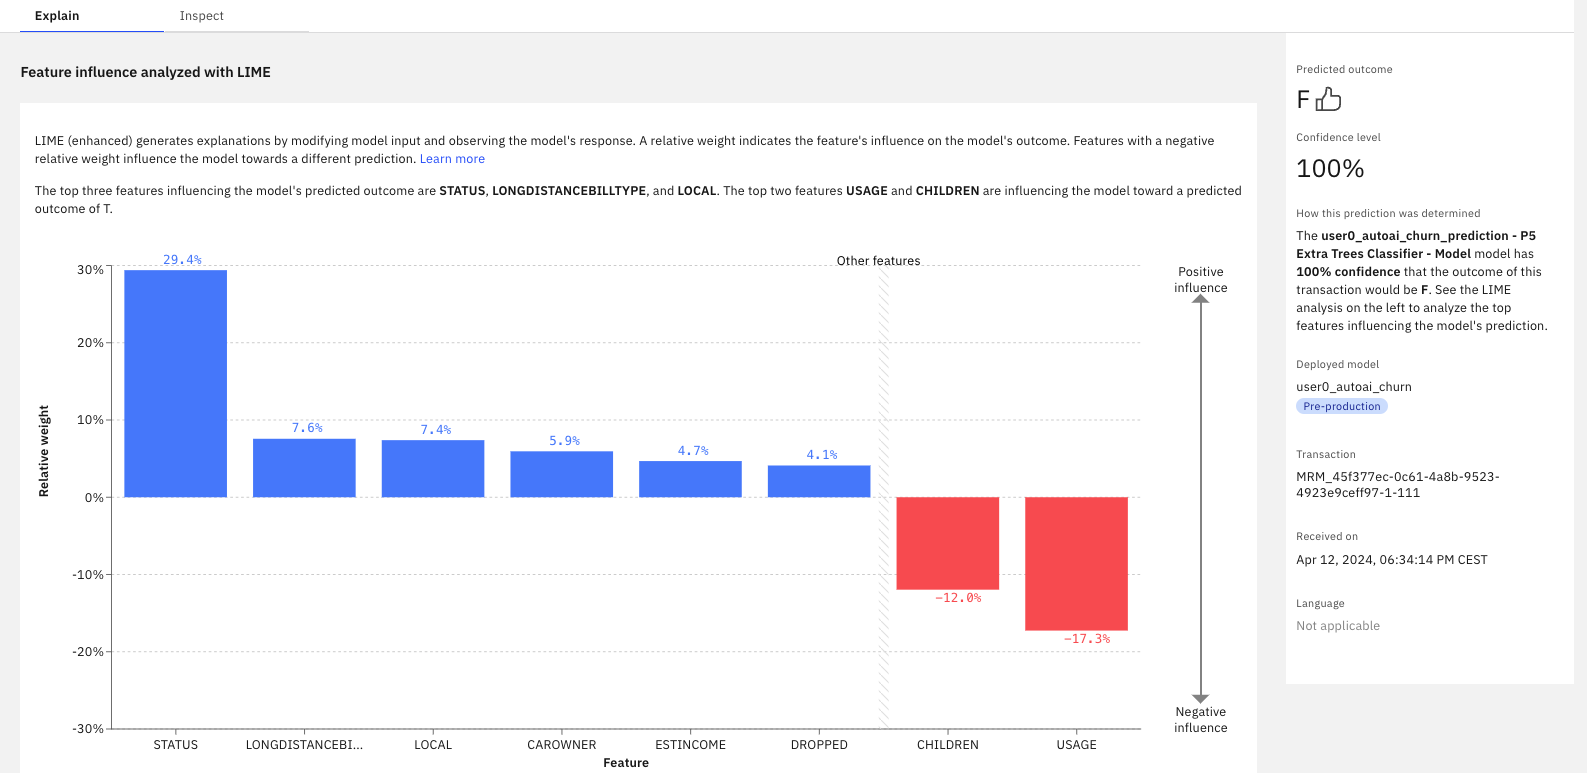 Explain
Inspect
Feature influence analyzed with LIME
LIME (enhanced) generates explanations by modifying model input and observing the model's response. A relative weight indicates the feature's influence on the model's outcome. Features with a negative
relative weight influence the model towards a different prediction. Learn more
The top three features influencing the model's predicted outcome are STATUS, LONGDISTANCEBILLTYPE, and LOCAL. The top two features USAGE and CHILDREN are influencing the model toward a predicted
outcome of T.
Relative weight
30%
20%
10%
0%
-10%
-20%
-30%
29.4%
7.6%
7.4%
5.9%
4.7%
4.1%
Other features
−12.0%
−17.3%
STATUS
LONGDISTANCEBI...
LOCAL
CAROWNER
ESTINCOME
DROPPED
CHILDREN
USAGE
Feature
Positive
influence
Negative
influence
Predicted outcome
F
Confidence level
100%
How this prediction was determined
The user0_autoai_churn_prediction - P5
Extra Trees Classifier - Model model has
100% confidence that the outcome of this
transaction would be F. See the LIME
analysis on the left to analyze the top
features influencing the model's prediction.
Deployed model
user0_autoai_churn
Pre-production
Transaction
MRM_45f377ec-0c61-4a8b-9523-
4923e9ceff97-1-111
Received on
Apr 12, 2024, 06:34:14 PM CEST
Language
Not applicable